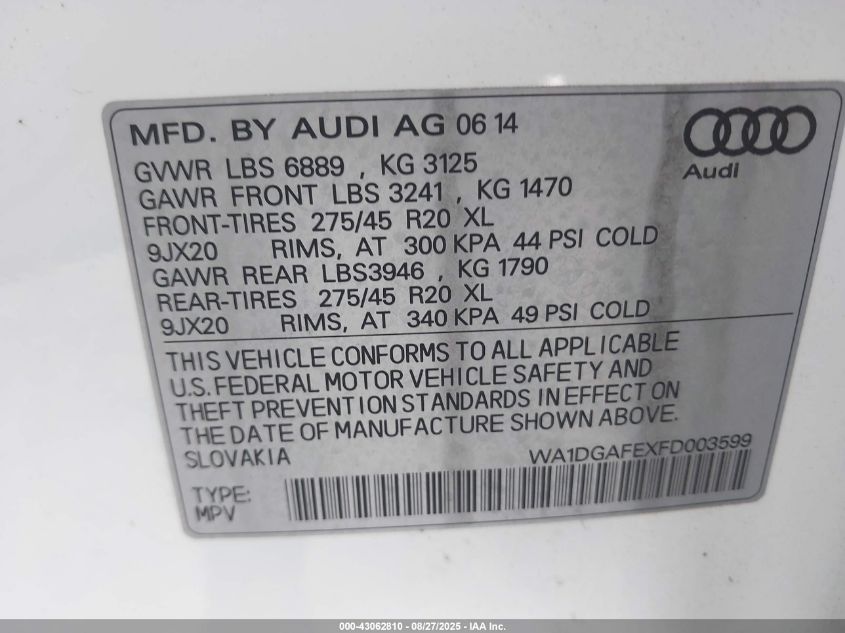 MFD. BY AUDI AG 06 14
Audi
GVWR LBS 6889 , KG 3125
GAWR FRONT LBS 3241 , KG 1470
FRONT-TIRES 275/45 R20 XL
9JX20 RIMS, AT 300 KPA 44 PSI COLD
GAWR REAR LBS3946 , KG 1790
REAR-TIRES 275/45 R20 XL
9JX20 RIMS, AT 340 KPA 49 PSI COLD
THIS VEHICLE CONFORMS TO ALL APPLICABLE
U.S. FEDERAL MOTOR VEHICLE SAFETY AND
THEFT PREVENTION STANDARDS IN EFFECT ON
THE DATE OF MANUFACTURE SHOWN ABOVE.
SLOVAKIA WA1DGAFEXFD003599
TYPE:
MPV
000-43062810 - 08/27/2025 - IAA Inc.